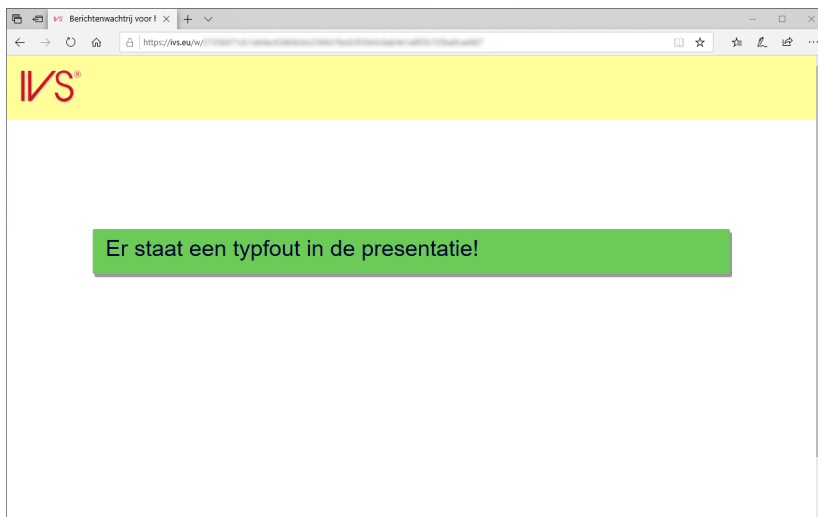 Berichtenwachtrij voor
https://ivs.eu/w/
IVS®
Er staat een typfout in de presentatie!